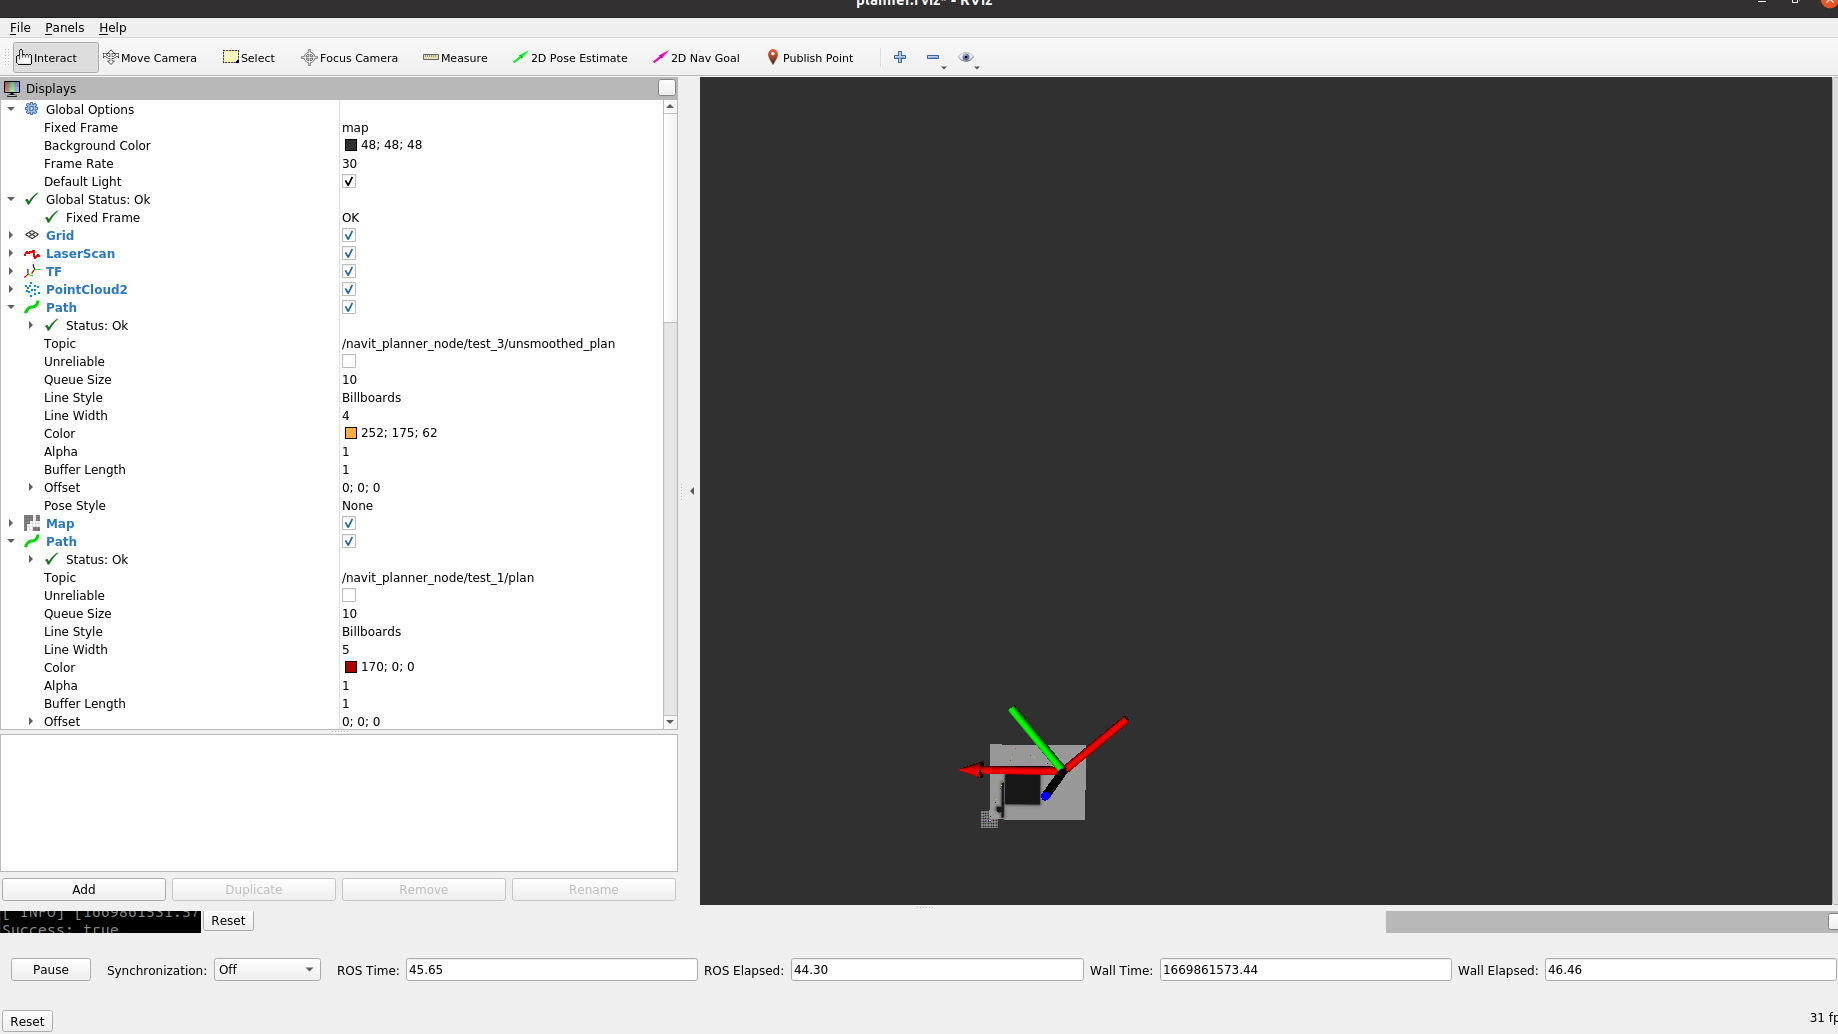 planner.rviz* - RViz
File Panels Help
Interact Move Camera Select Focus Camera Measure 2D Pose Estimate 2D Nav Goal Publish Point
Displays
Global Options
Fixed Frame map
Background Color 48; 48; 48
Frame Rate 30
Default Light
Global Status: Ok
Fixed Frame OK
Grid
LaserScan
TF
PointCloud2
Path
Status: Ok
Topic /navit_planner_node/test_3/unsmoothed_plan
Unreliable
Queue Size 10
Line Style Billboards
Line Width 4
Color 252; 175; 62
Alpha 1
Buffer Length 1
Offset 0; 0; 0
Pose Style None
Map
Path
Status: Ok
Topic /navit_planner_node/test_1/plan
Unreliable
Queue Size 10
Line Style Billboards
Line Width 5
Color 170; 0; 0
Alpha 1
Buffer Length 1
Offset 0; 0; 0
Add Duplicate Remove Rename
[ INFO] [1669861531.37
Success: true
Reset
Pause Synchronization: Off ROS Time: 45.65 ROS Elapsed: 44.30 Wall Time: 1669861573.44 Wall Elapsed: 46.46
Reset
31 fp